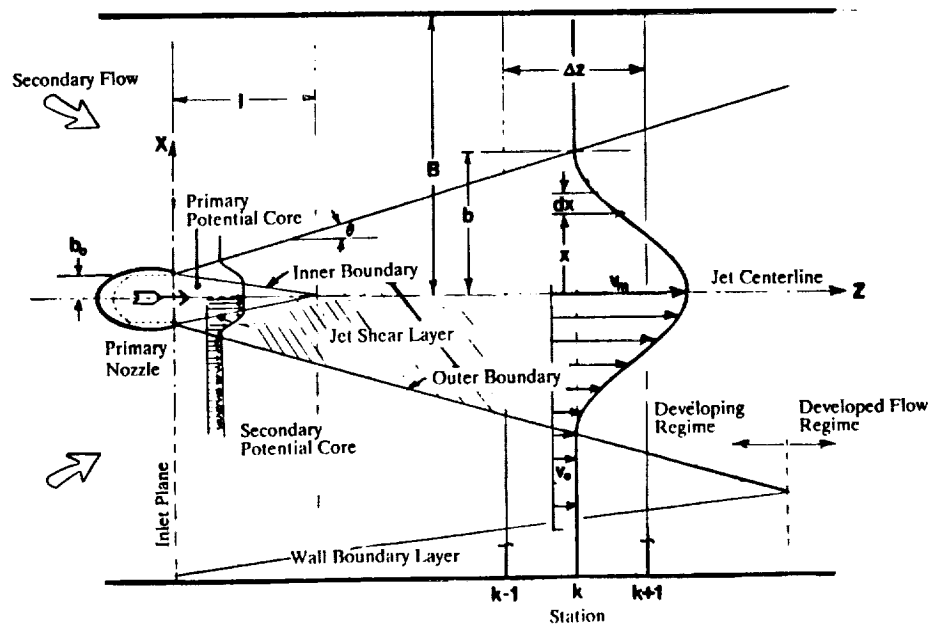 Secondary Flow
Δz
l
X
B
b
dx
x
Primary
Potential Core
θ
b₀
Inner Boundary
vₘ
Jet Centerline
Z
Jet Shear Layer
Primary
Nozzle
Outer Boundary
Developing
Regime
Developed Flow
Regime
Secondary
Potential Core
Inlet Plane
Wall Boundary Layer
k-1
k
k+1
Station